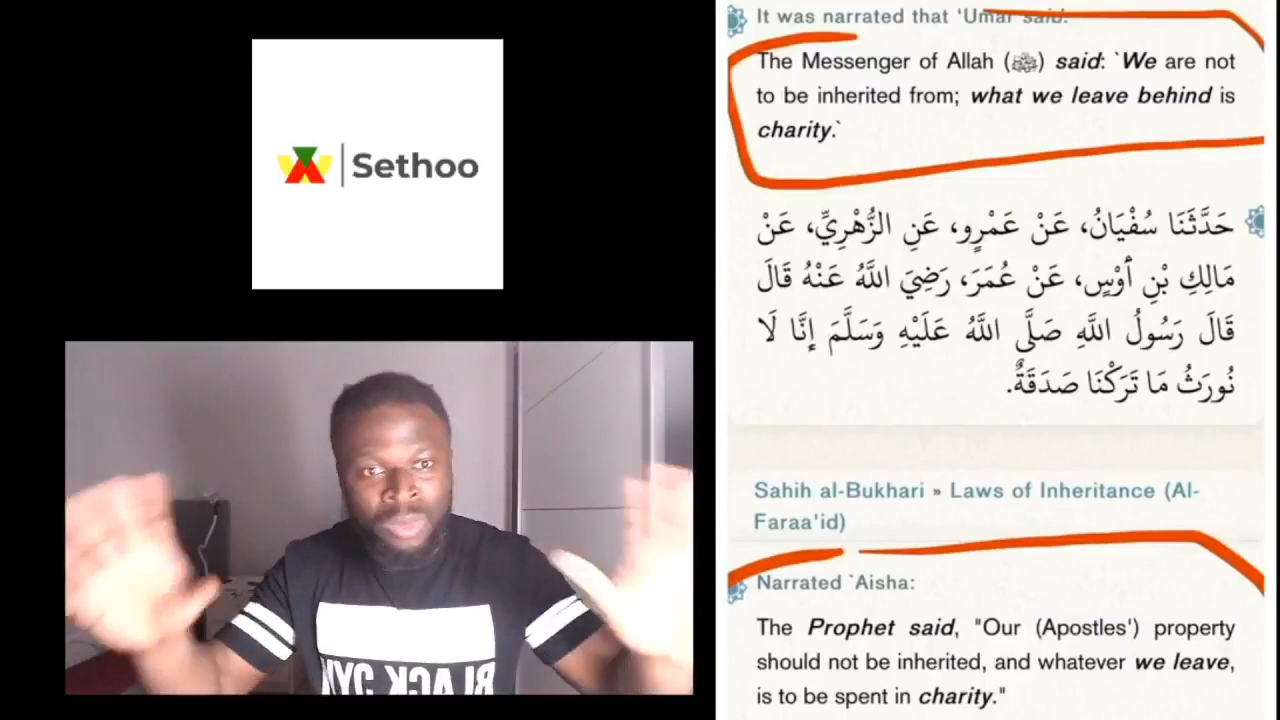 Sethoo
BLACK
It was narrated that ‘Umar said:
The Messenger of Allah (ﷺ) said: `We are not
to be inherited from; what we leave behind is
charity.`
حَدَّثَنَا سُفْيَانُ، عَنْ عَمْرٍو، عَنِ الزُّهْرِيِّ، عَنْ
مَالِكِ بْنِ أَوْسٍ، عَنْ عُمَرَ، رَضِيَ اللَّهُ عَنْهُ قَالَ
قَالَ رَسُولُ اللَّهِ صَلَّى اللَّهُ عَلَيْهِ وَسَلَّمَ إِنَّا لَا
نُورَثُ مَا تَرَكْنَا صَدَقَةٌ.
Sahih al-Bukhari » Laws of Inheritance (Al-
Faraa'id)
Narrated `Aisha:
The Prophet said, "Our (Apostles') property
should not be inherited, and whatever we leave,
is to be spent in charity."